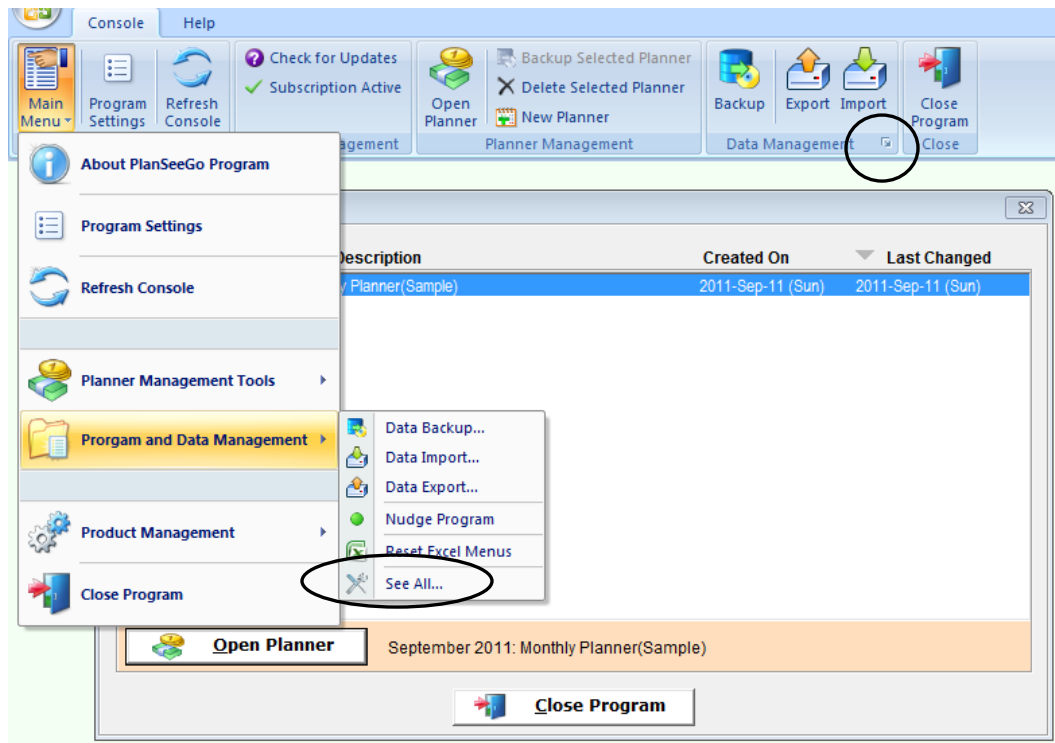 Console Help
Check for Updates
Subscription Active
Main Menu
Program Settings
Refresh Console
Open Planner
Backup Selected Planner
Delete Selected Planner
New Planner
Backup
Export
Import
Close Program
agement
Planner Management
Data Management
Close
About PlanSeeGo Program
Program Settings
Refresh Console
Planner Management Tools
Prorgam and Data Management
Product Management
Close Program
Data Backup...
Data Import...
Data Export...
Nudge Program
Reset Excel Menus
See All...
Description Created On Last Changed
y Planner(Sample) 2011-Sep-11 (Sun) 2011-Sep-11 (Sun)
Open Planner September 2011: Monthly Planner(Sample)
Close Program